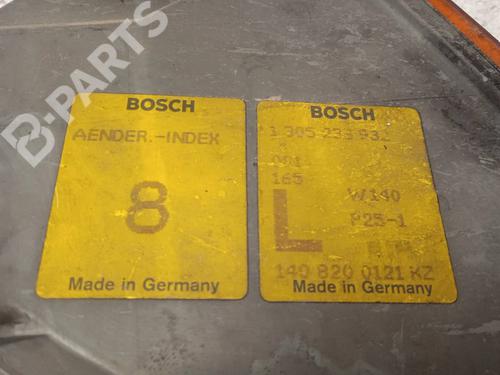 B-PARTS
BOSCH
AENDER.-INDEX
8
Made in Germany
BOSCH
1 305 233 932
001
165
W140
L
P25-1
140 820 0121 KZ
Made in Germany